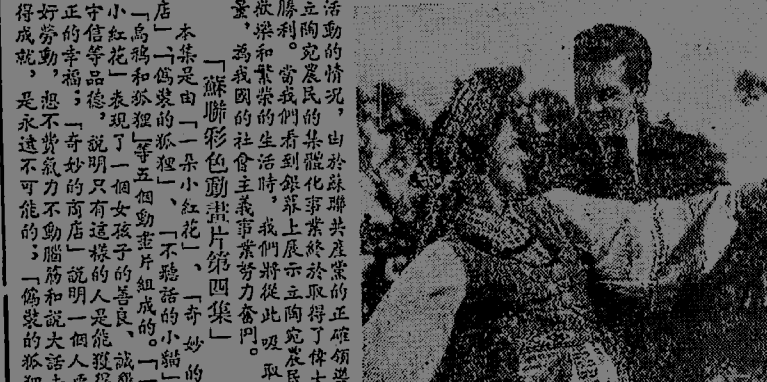 活動的情況，由於蘇聯共產黨的正確領導
立陶宛農民的集體化事業終於取得了偉大
勝利。當我們看到銀幕上展示立陶宛農民
歡樂和繁榮的生活時，我們將從此吸取
量，為我國的社會主義事業努力奮鬥。
「蘇聯彩色動畫片第四集」
本集是由「一朵小紅花」、「奇妙的
店」、「偽裝的狐狸」、「不聽話的小貓」
「烏鴉和狐狸」等五個動畫片組成的。「一
小紅花」表現了一個女孩子的善良、誠懇
守信等品德，說明只有這樣的人是能獲得
正的幸福；「奇妙的商店」說明一個人要
好勞動，想不費氣力不動腦筋和說大話
得成就，是永遠不可能的；「偽裝的狐狸